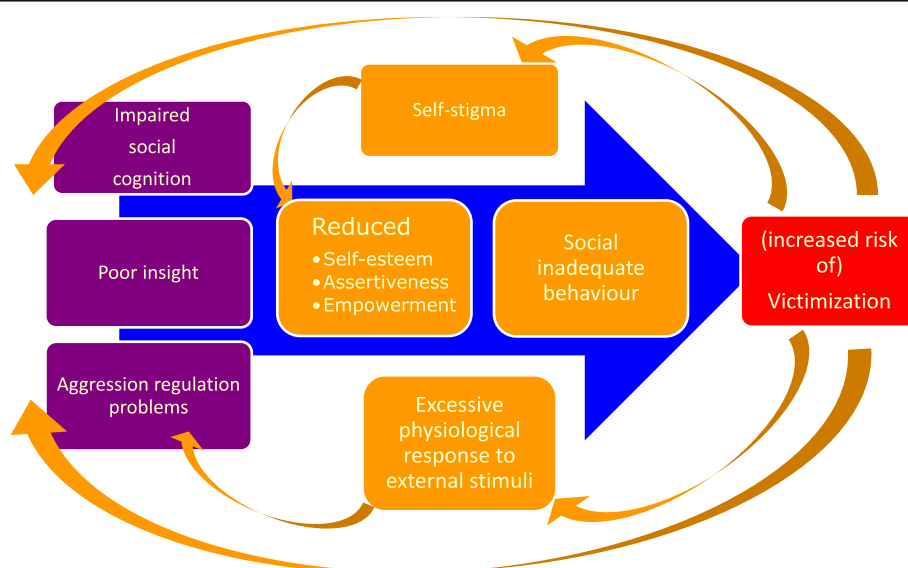 Impaired
social
cognition
Poor insight
Aggression regulation
problems
Self-stigma
Reduced
•Self-esteem
•Assertiveness
•Empowerment
Social
inadequate
behaviour
Excessive
physiological
response to
external stimuli
(increased risk
of)
Victimization